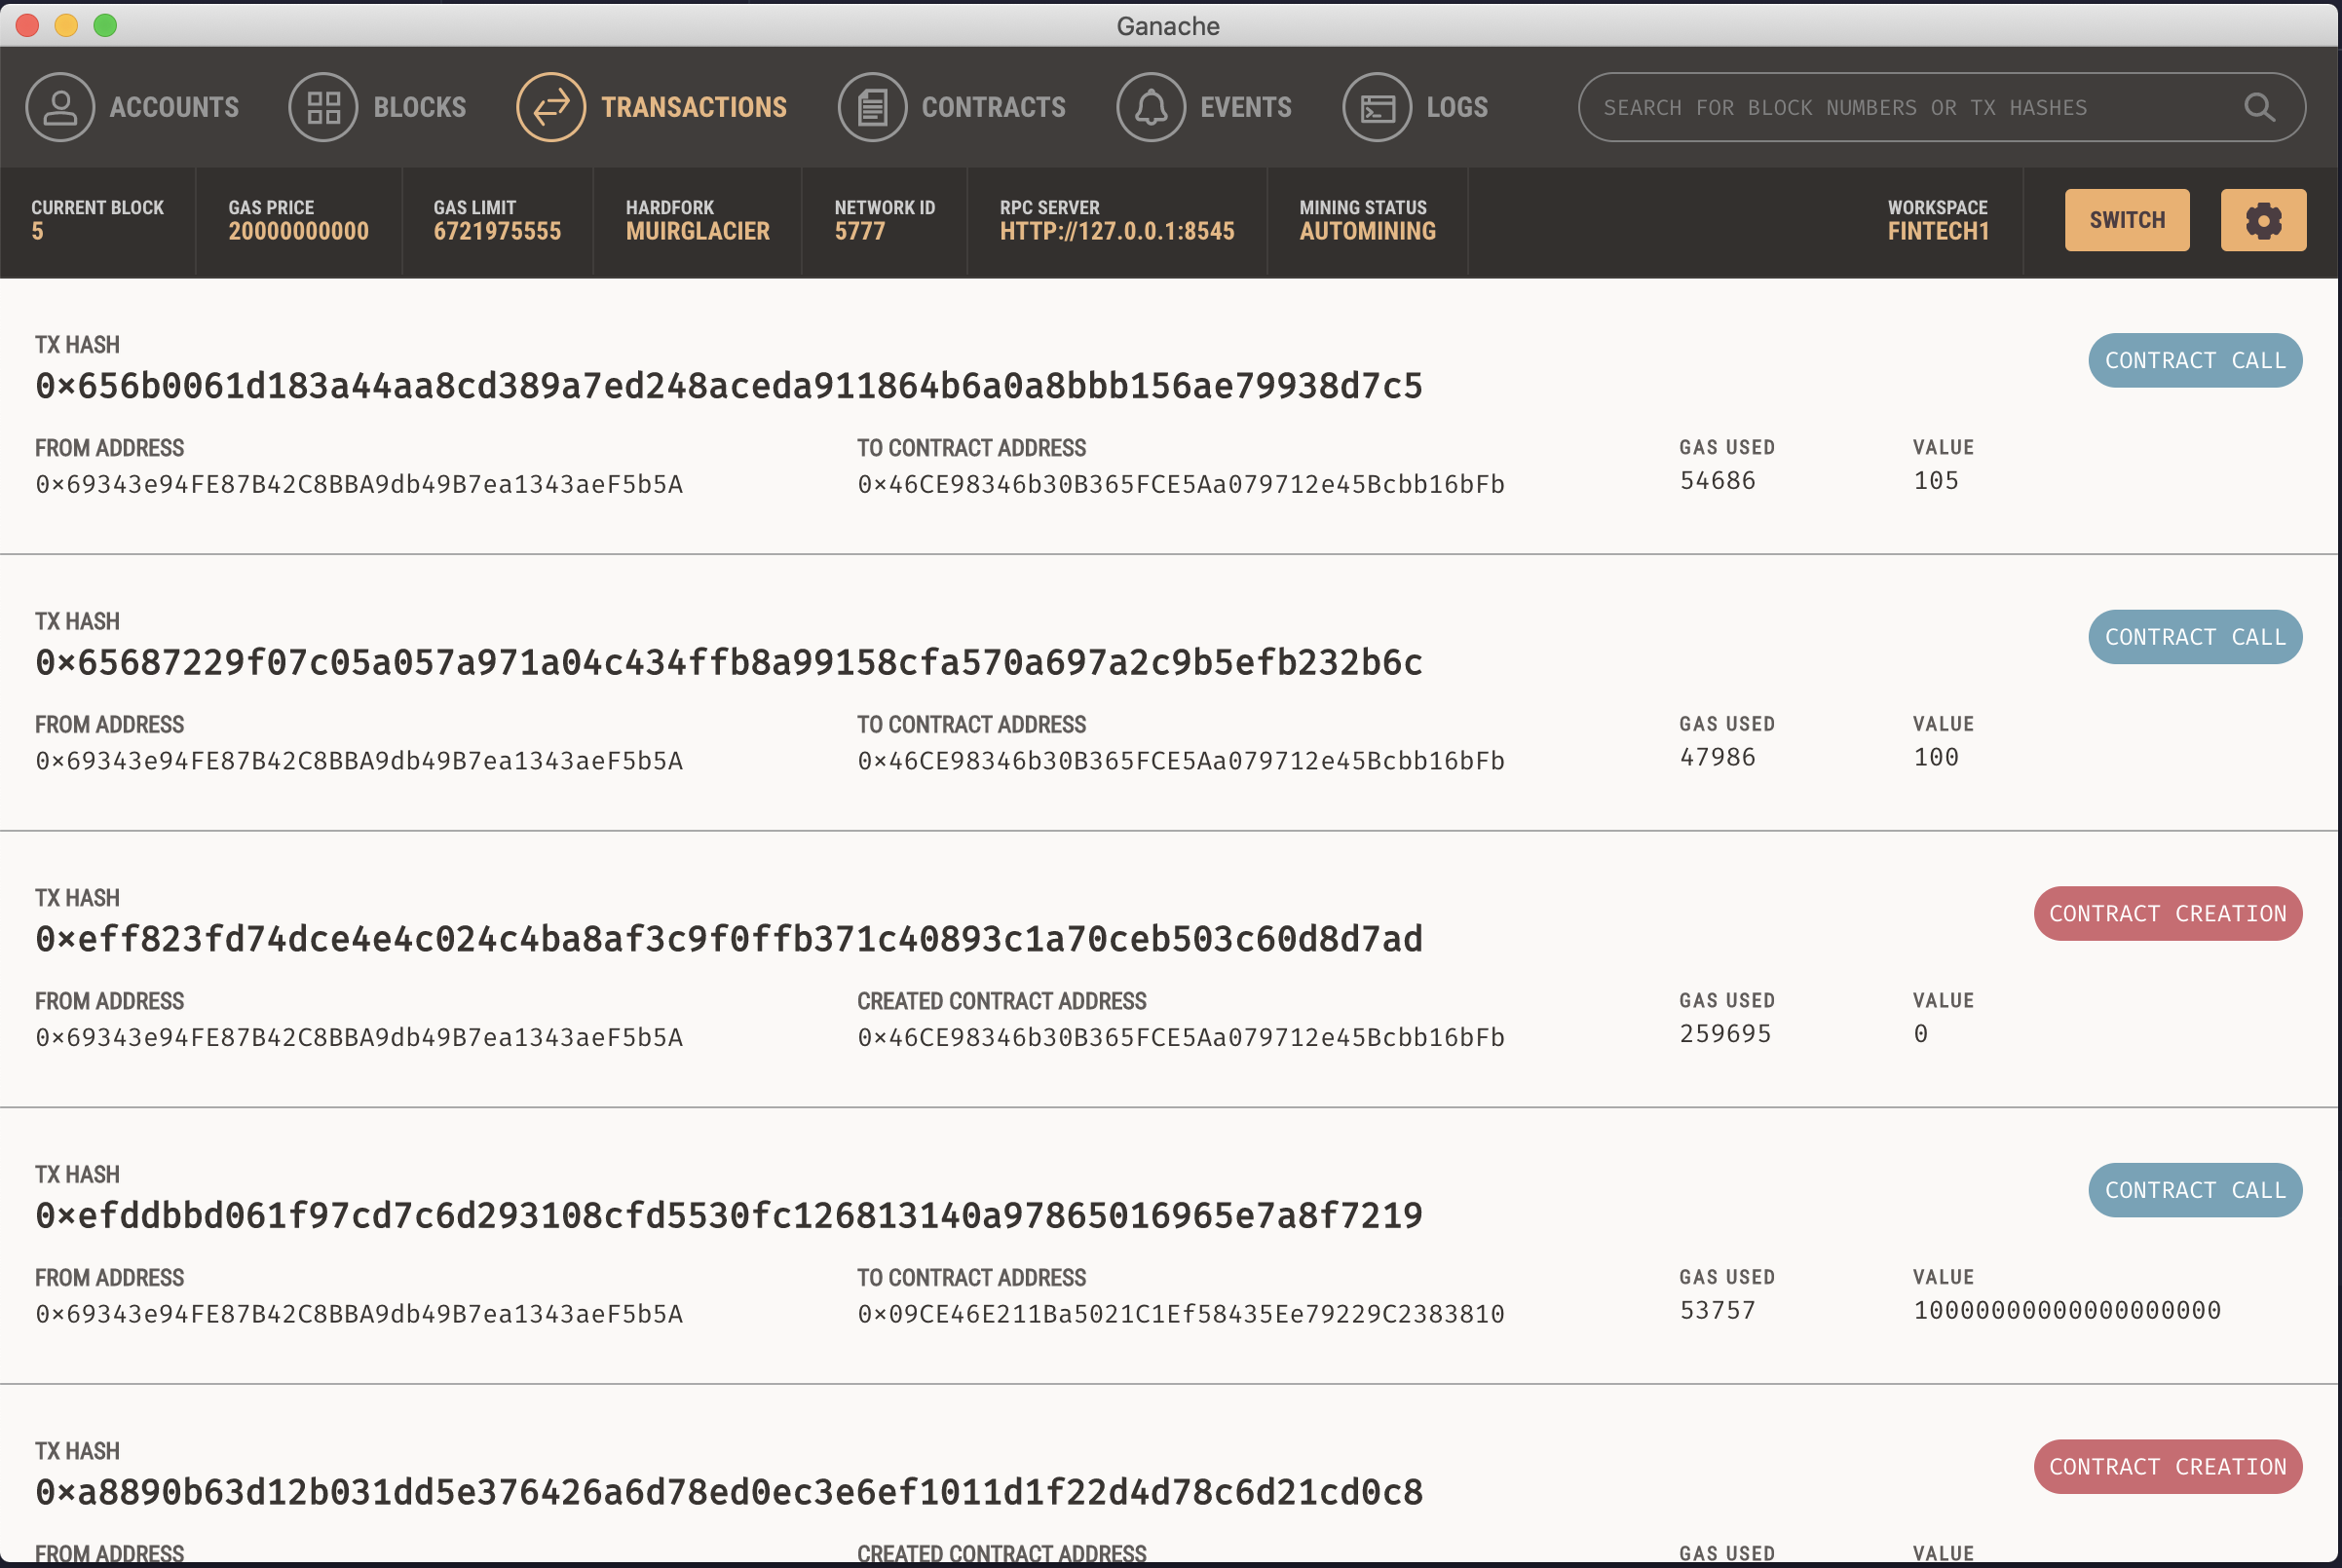 Ganache
ACCOUNTS BLOCKS TRANSACTIONS CONTRACTS EVENTS LOGS SEARCH FOR BLOCK NUMBERS OR TX HASHES
CURRENT BLOCK GAS PRICE GAS LIMIT HARDFORK NETWORK ID RPC SERVER MINING STATUS WORKSPACE
5 20000000000 6721975555 MUIRGLACIER 5777 HTTP://127.0.0.1:8545 AUTOMINING FINTECH1 SWITCH
TX HASH
0×656b0061d183a44aa8cd389a7ed248aceda911864b6a0a8bbb156ae79938d7c5 CONTRACT CALL
FROM ADDRESS TO CONTRACT ADDRESS GAS USED VALUE
0×69343e94FE87B42C8BBA9db49B7ea1343aeF5b5A 0×46CE98346b30B365FCE5Aa079712e45Bcbb16bFb 54686 105
TX HASH
0×65687229f07c05a057a971a04c434ffb8a99158cfa570a697a2c9b5efb232b6c CONTRACT CALL
FROM ADDRESS TO CONTRACT ADDRESS GAS USED VALUE
0×69343e94FE87B42C8BBA9db49B7ea1343aeF5b5A 0×46CE98346b30B365FCE5Aa079712e45Bcbb16bFb 47986 100
TX HASH
0×eff823fd74dce4e4c024c4ba8af3c9f0ffb371c40893c1a70ceb503c60d8d7ad CONTRACT CREATION
FROM ADDRESS CREATED CONTRACT ADDRESS GAS USED VALUE
0×69343e94FE87B42C8BBA9db49B7ea1343aeF5b5A 0×46CE98346b30B365FCE5Aa079712e45Bcbb16bFb 259695 0
TX HASH
0×efddbbd061f97cd7c6d293108cfd5530fc126813140a97865016965e7a8f7219 CONTRACT CALL
FROM ADDRESS TO CONTRACT ADDRESS GAS USED VALUE
0×69343e94FE87B42C8BBA9db49B7ea1343aeF5b5A 0×09CE46E211Ba5021C1Ef58435Ee79229C2383810 53757 10000000000000000000
TX HASH
0×a8890b63d12b031dd5e376426a6d78ed0ec3e6ef1011d1f22d4d78c6d21cd0c8 CONTRACT CREATION
FROM ADDRESS CREATED CONTRACT ADDRESS GAS USED VALUE